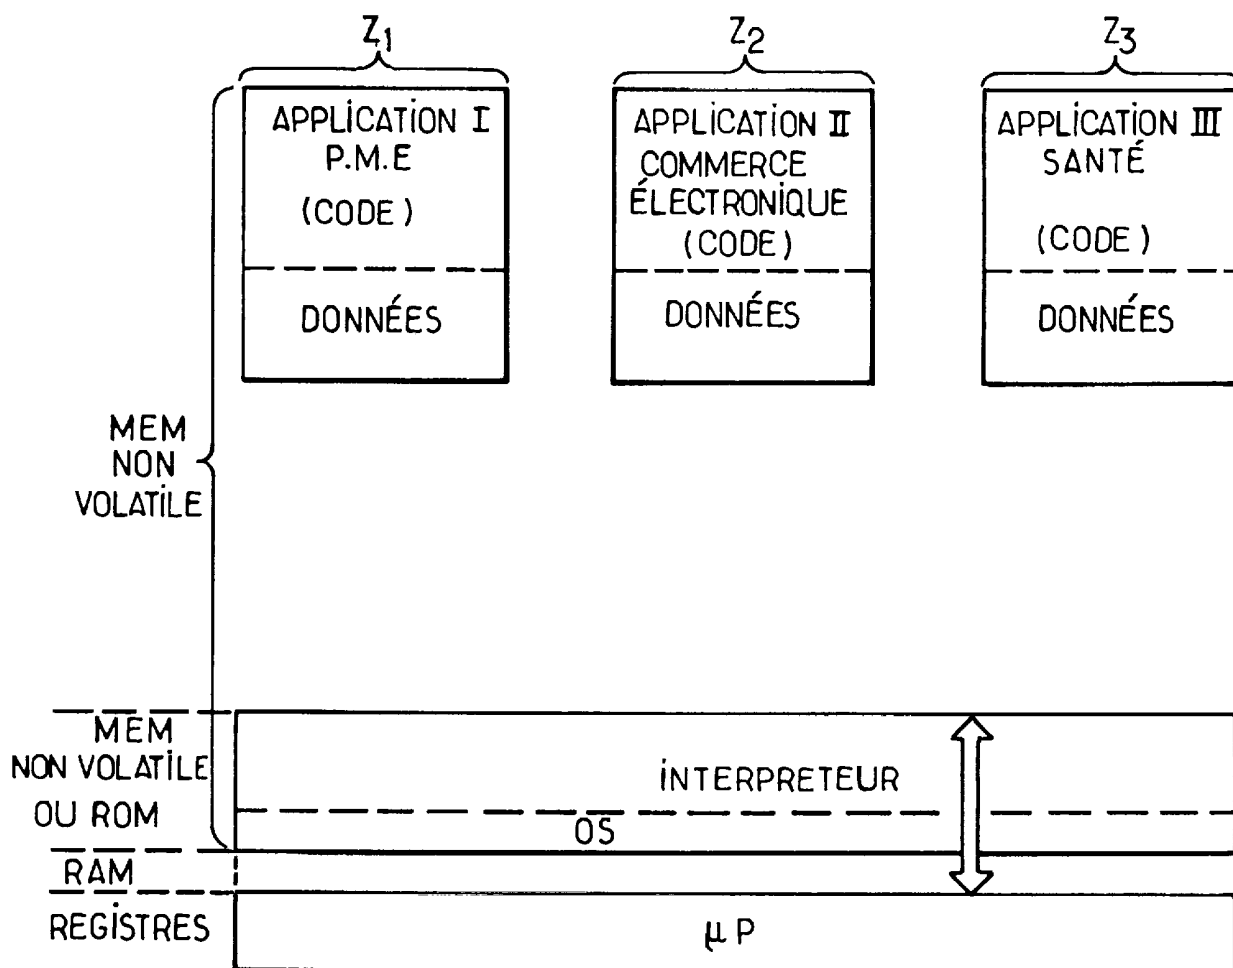 Z1
Z2
Z3
APPLICATION I
P.M.E
(CODE)
DONNÉES
APPLICATION II
COMMERCE
ÉLECTRONIQUE
(CODE)
DONNÉES
APPLICATION III
SANTÉ
(CODE)
DONNÉES
MEM
NON
VOLATILE
MEM
NON VOLATILE
OU ROM
INTERPRETEUR
OS
RAM
REGISTRES
µP